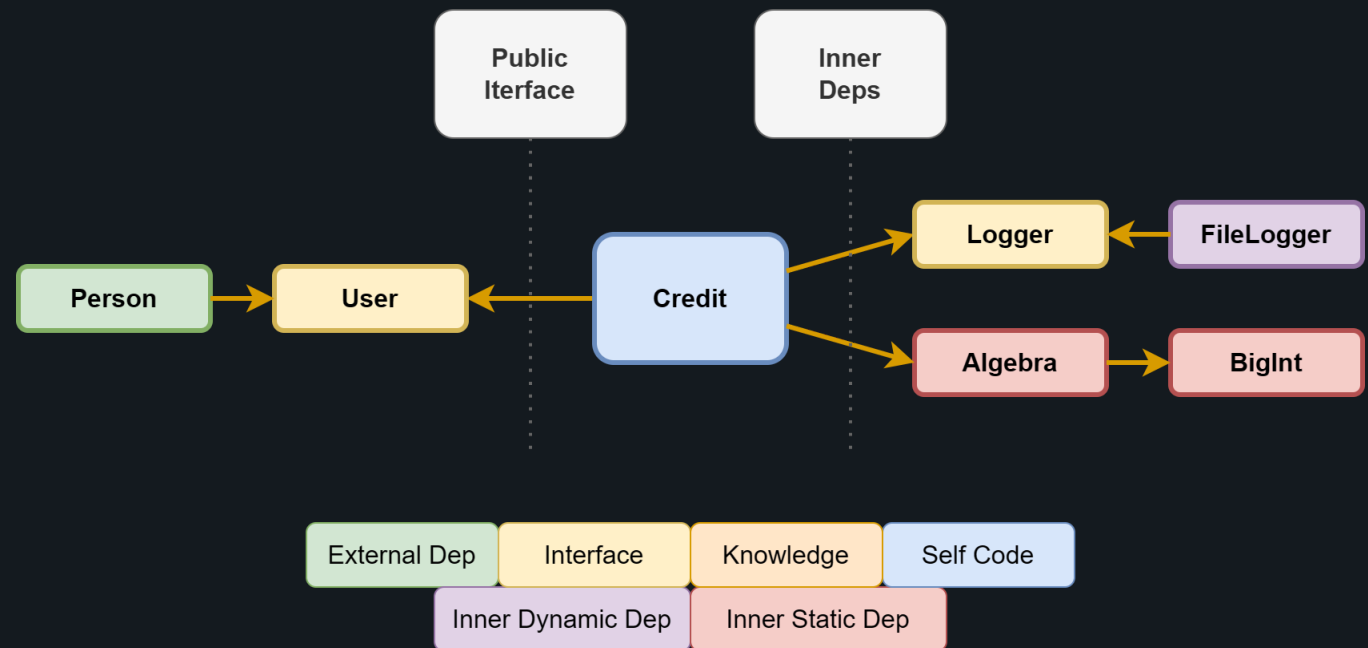 Public
Iterface
Inner
Deps
Logger
FileLogger
Person
User
Credit
Algebra
BigInt
External Dep
Interface
Knowledge
Self Code
Inner Dynamic Dep
Inner Static Dep